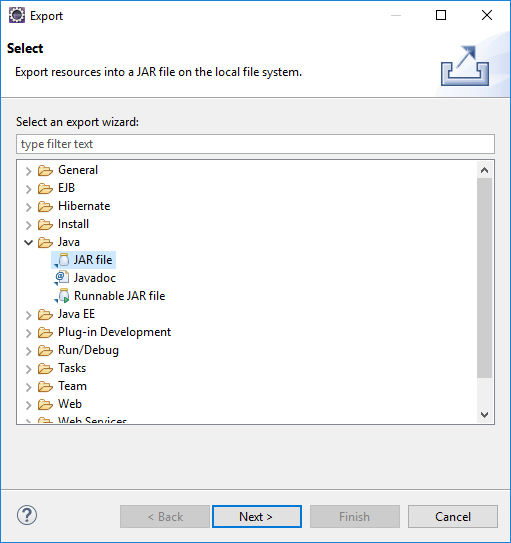 Export
Select
Export resources into a JAR file on the local file system.
Select an export wizard:
type filter text
General
EJB
Hibernate
Install
Java
JAR file
Javadoc
Runnable JAR file
Java EE
Plug-in Development
Run/Debug
Tasks
Team
Web
Web Services
< Back
Next >
Finish
Cancel